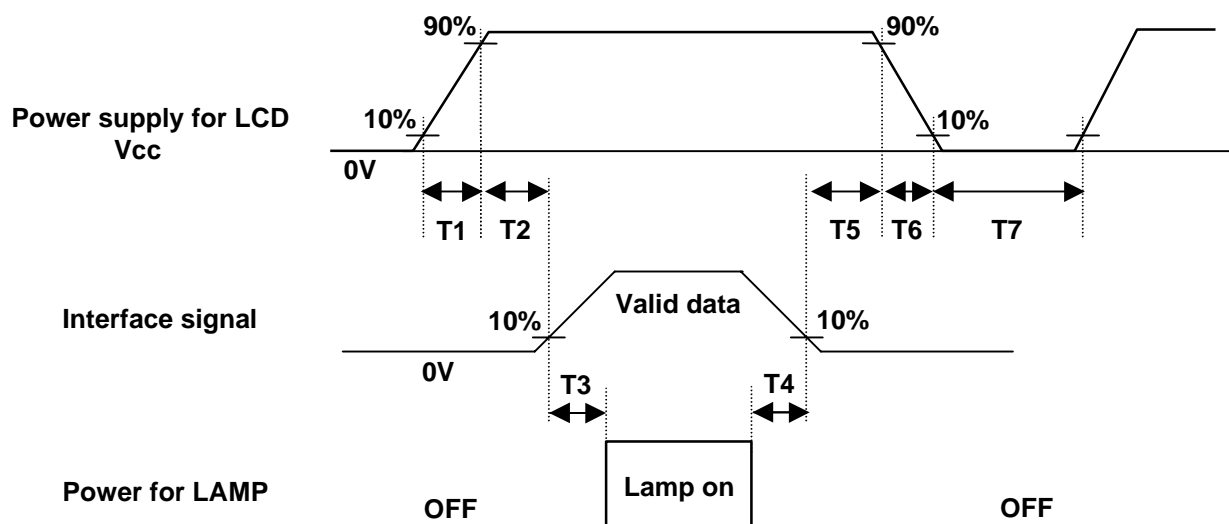 90%
90%
Power supply for LCD
Vcc
10%
10%
0V
T1
T2
T5
T6
T7
Interface signal
10%
Valid data
10%
0V
T3
T4
Power for LAMP
OFF
Lamp on
OFF